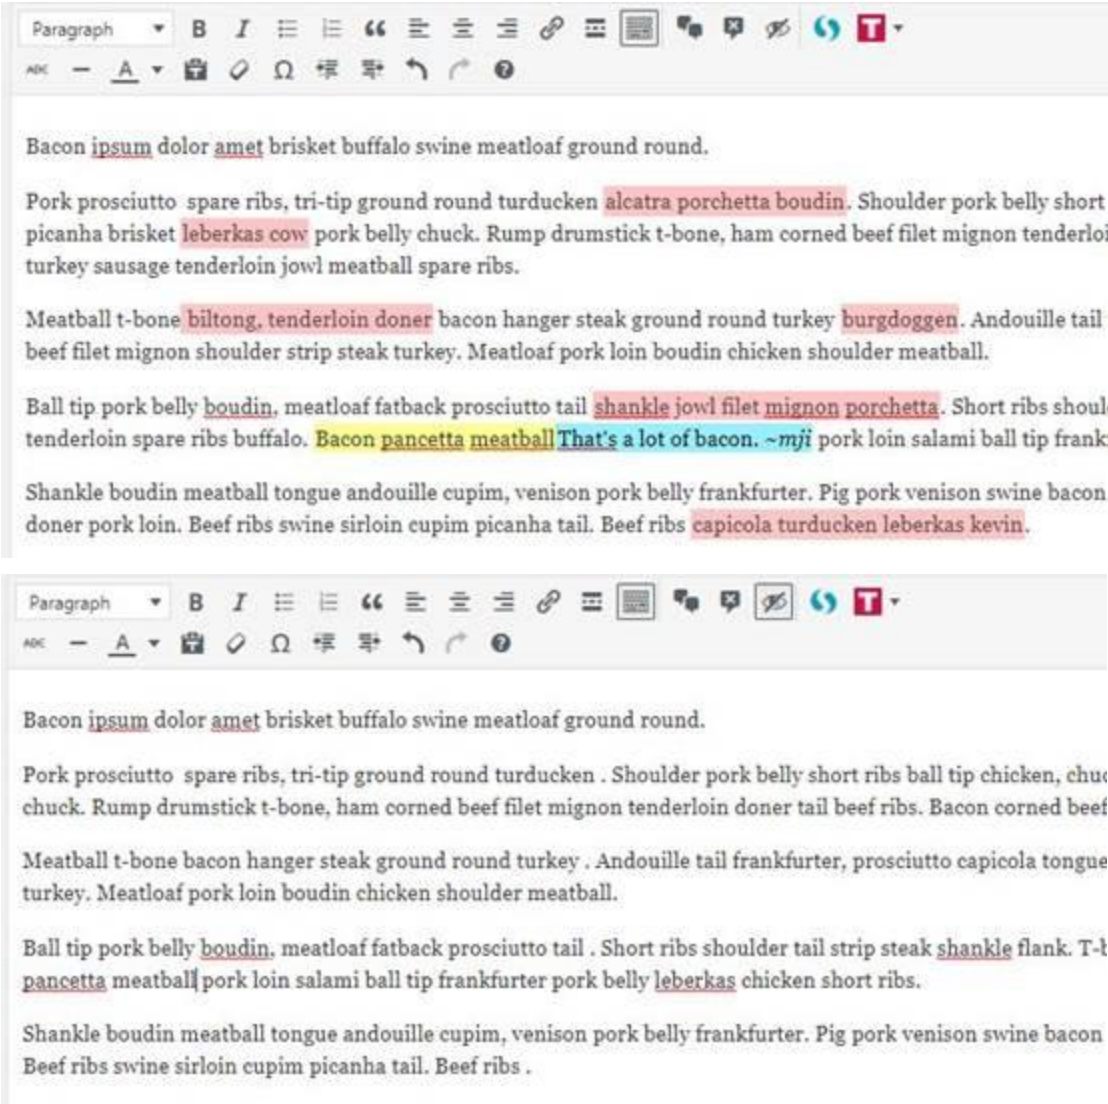 Paragraph B I
ABC A Ω T
Bacon ipsum dolor amet brisket buffalo swine meatloaf ground round.
Pork prosciutto spare ribs, tri-tip ground round turducken alcatra porchetta boudin. Shoulder pork belly short
picanha brisket leberkas cow pork belly chuck. Rump drumstick t-bone, ham corned beef filet mignon tenderloi
turkey sausage tenderloin jowl meatball spare ribs.
Meatball t-bone biltong, tenderloin doner bacon hanger steak ground round turkey burgdoggen. Andouille tail
beef filet mignon shoulder strip steak turkey. Meatloaf pork loin boudin chicken shoulder meatball.
Ball tip pork belly boudin, meatloaf fatback prosciutto tail shankle jowl filet mignon porchetta. Short ribs shoul
tenderloin spare ribs buffalo. Bacon pancetta meatball That's a lot of bacon. ~mji pork loin salami ball tip frank
Shankle boudin meatball tongue andouille cupim, venison pork belly frankfurter. Pig pork venison swine bacon
doner pork loin. Beef ribs swine sirloin cupim picanha tail. Beef ribs capicola turducken leberkas kevin.
Paragraph B I
ABC A Ω T
Bacon ipsum dolor amet brisket buffalo swine meatloaf ground round.
Pork prosciutto spare ribs, tri-tip ground round turducken . Shoulder pork belly short ribs ball tip chicken, chuc
chuck. Rump drumstick t-bone, ham corned beef filet mignon tenderloin doner tail beef ribs. Bacon corned beef
Meatball t-bone bacon hanger steak ground round turkey . Andouille tail frankfurter, prosciutto capicola tongue
turkey. Meatloaf pork loin boudin chicken shoulder meatball.
Ball tip pork belly boudin, meatloaf fatback prosciutto tail . Short ribs shoulder tail strip steak shankle flank. T-b
pancetta meatball pork loin salami ball tip frankfurter pork belly leberkas chicken short ribs.
Shankle boudin meatball tongue andouille cupim, venison pork belly frankfurter. Pig pork venison swine bacon
Beef ribs swine sirloin cupim picanha tail. Beef ribs .